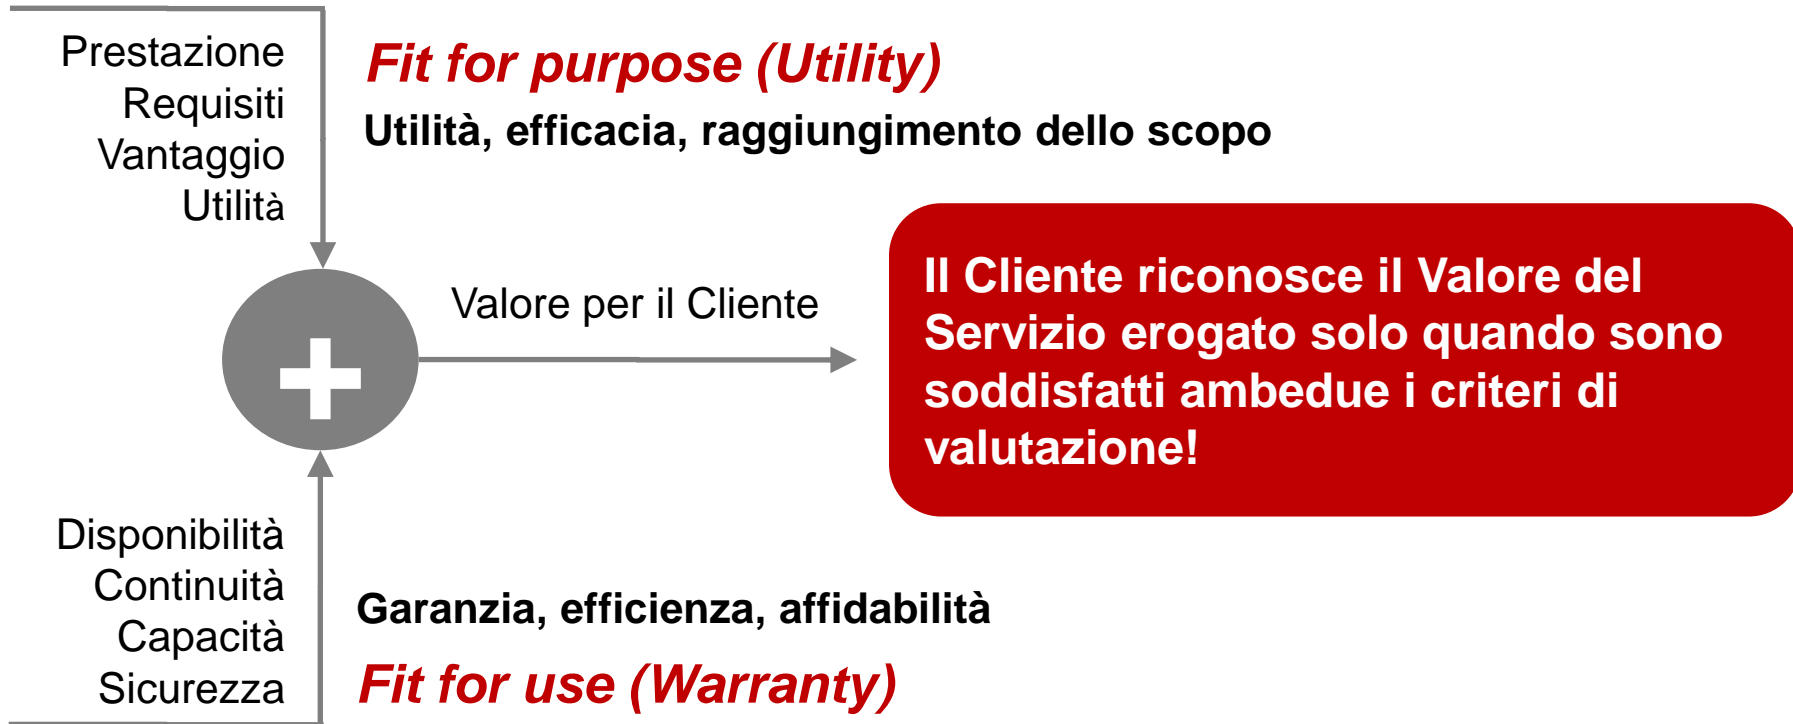 Prestazione
Requisiti
Vantaggio
Utilità
Fit for purpose (Utility)
Utilità, efficacia, raggiungimento dello scopo
Valore per il Cliente
Il Cliente riconosce il Valore del
Servizio erogato solo quando sono
soddisfatti ambedue i criteri di
valutazione!
+
Disponibilità
Continuità
Capacità
Sicurezza
Garanzia, efficienza, affidabilità
Fit for use (Warranty)